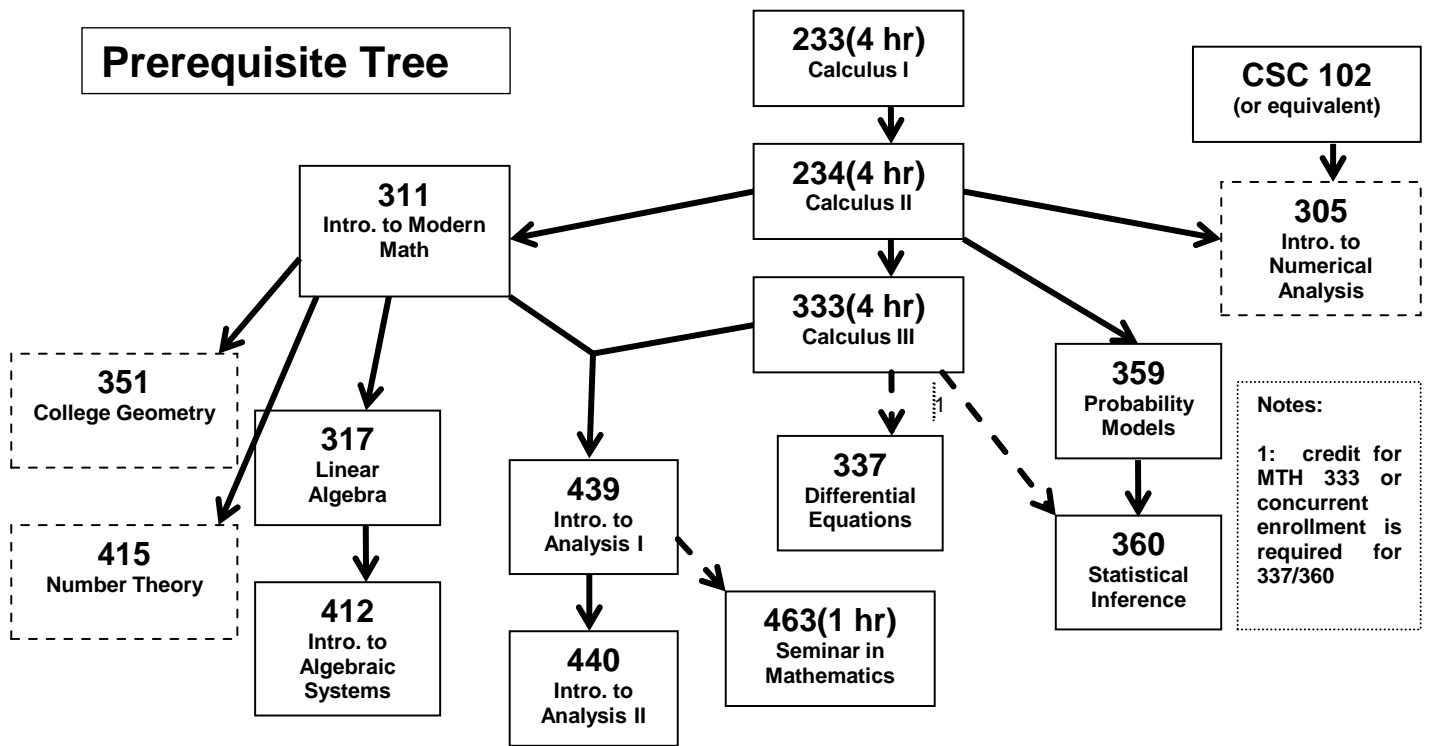 Prerequisite Tree
233(4 hr)
Calculus I
CSC 102
(or equivalent)
234(4 hr)
Calculus II
311
Intro. to Modern
Math
305
Intro. to
Numerical
Analysis
333(4 hr)
Calculus III
1
351
College Geometry
359
Probability
Models
Notes:
1: credit for
MTH 333 or
concurrent
enrollment is
required for
337/360
317
Linear
Algebra
337
Differential
Equations
439
Intro. to
Analysis I
415
Number Theory
360
Statistical
Inference
412
Intro. to
Algebraic
Systems
463(1 hr)
Seminar in
Mathematics
440
Intro. to
Analysis II